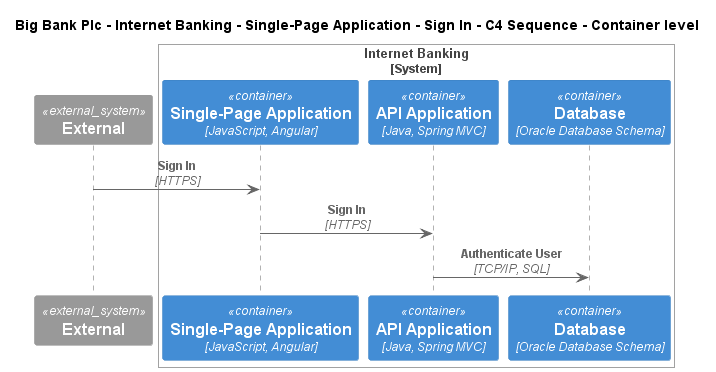 Big Bank Plc - Internet Banking - Single-Page Application - Sign In - C4 Sequence - Container level
Internet Banking
[System]
«external_system»
External
«container»
Single-Page Application
[JavaScript, Angular]
«container»
API Application
[Java, Spring MVC]
«container»
Database
[Oracle Database Schema]
Sign In
[HTTPS]
Sign In
[HTTPS]
Authenticate User
[TCP/IP, SQL]
«external_system»
External
«container»
Single-Page Application
[JavaScript, Angular]
«container»
API Application
[Java, Spring MVC]
«container»
Database
[Oracle Database Schema]